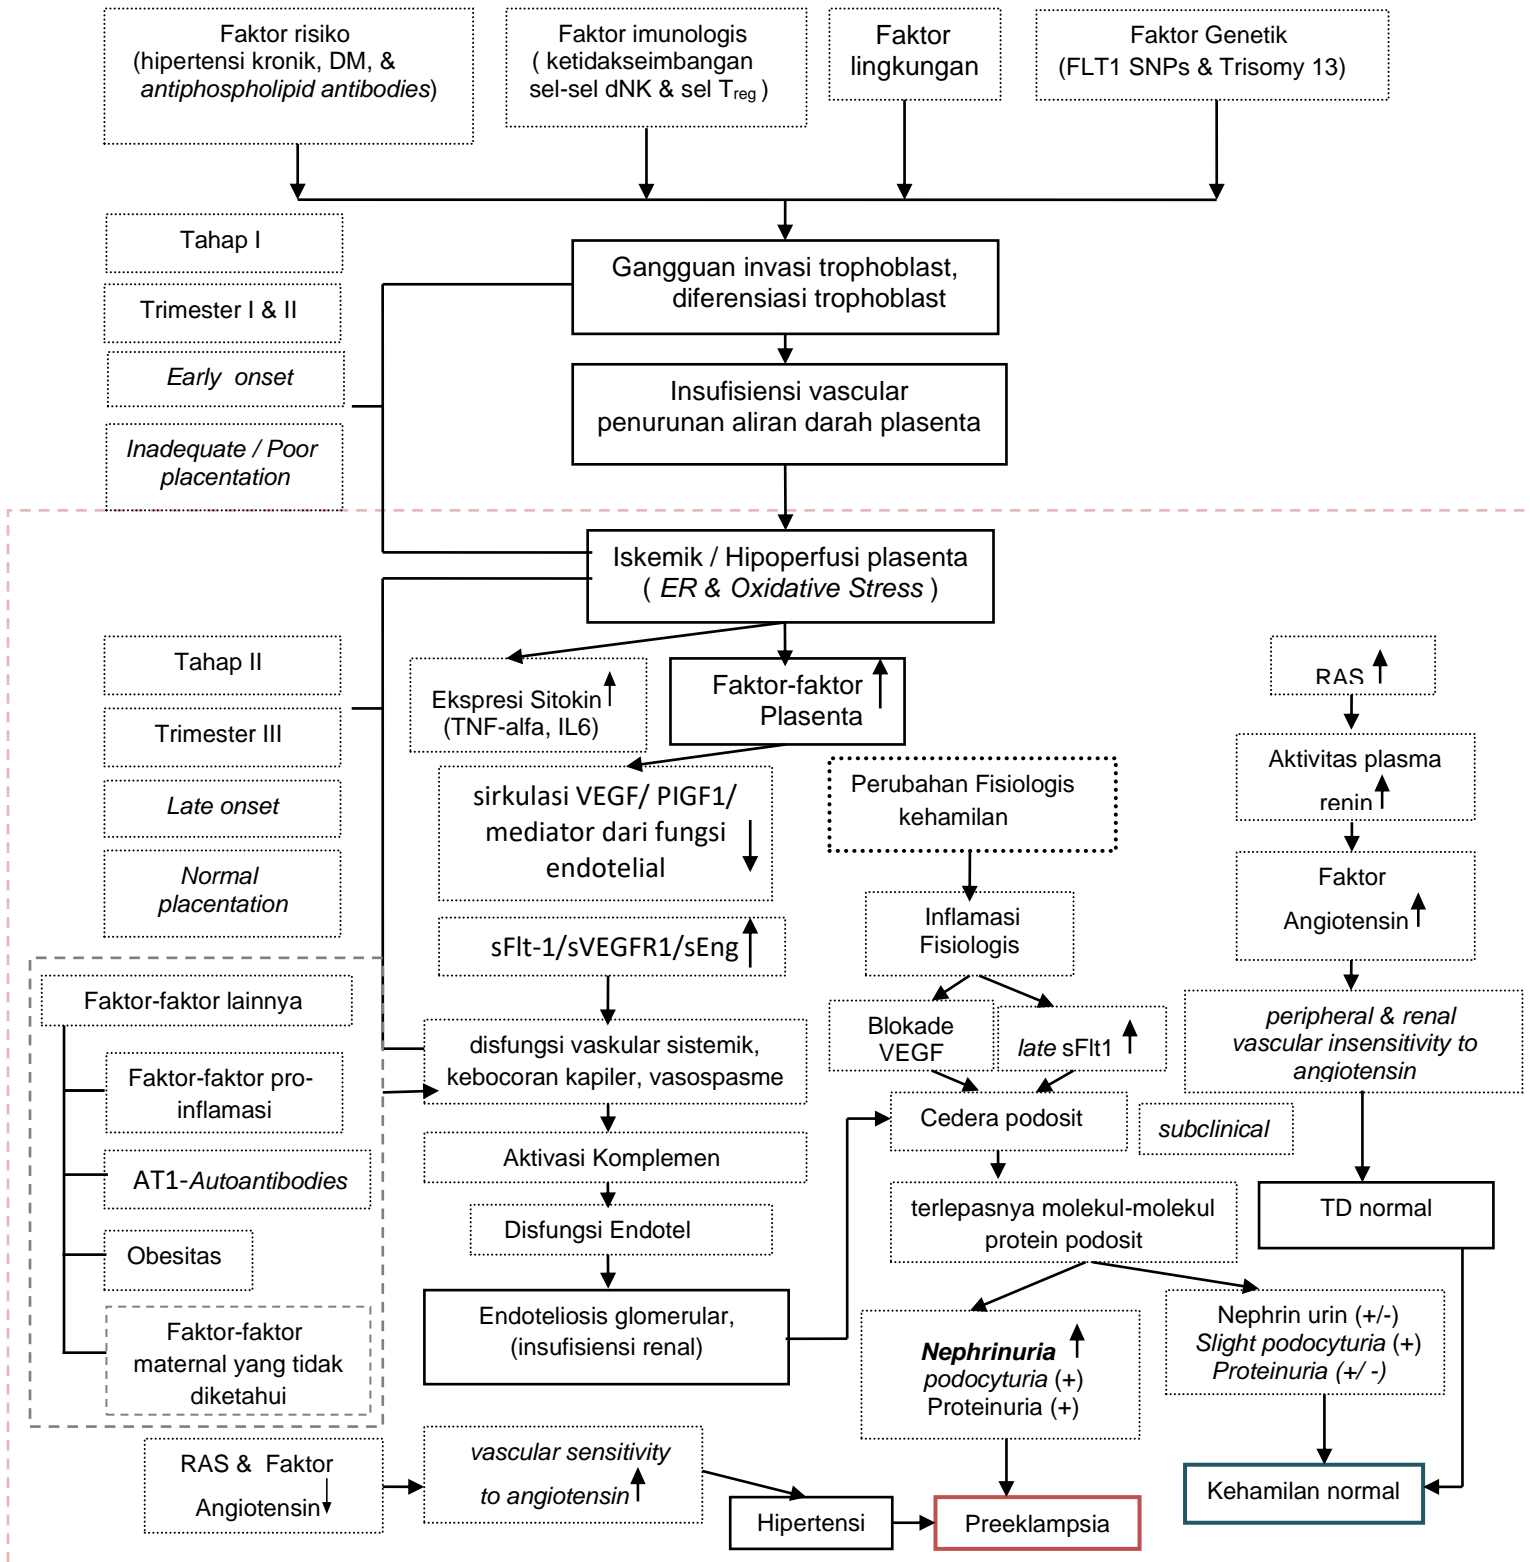 Faktor risiko
(hipertensi kronik, DM, &
antiphospholipid antibodies)
Faktor imunologis
( ketidakseimbangan
sel-sel dNK & sel Treg )
Faktor
lingkungan
Faktor Genetik
(FLT1 SNPs & Trisomy 13)
Tahap I
Trimester I & II
Early onset
Inadequate / Poor
placentation
Gangguan invasi trophoblast,
diferensiasi trophoblast
Insufisiensi vascular
penurunan aliran darah plasenta
Iskemik / Hipoperfusi plasenta
( ER & Oxidative Stress )
Tahap II
Trimester III
Late onset
Normal
placentation
Ekspresi Sitokin
(TNF-alfa, IL6)
Faktor-faktor
Plasenta
sirkulasi VEGF/ PIGF1/
mediator dari fungsi
endotelial
sFlt-1/sVEGFR1/sEng
Perubahan Fisiologis
kehamilan
Inflamasi
Fisiologis
Blokade
VEGF
late sFlt1
RAS
Aktivitas plasma
renin
Faktor
Angiotensin
peripheral & renal
vascular insensitivity to
angiotensin
Faktor-faktor lainnya
Faktor-faktor pro-
inflamasi
AT1-Autoantibodies
Obesitas
Faktor-faktor
maternal yang tidak
diketahui
disfungsi vaskular sistemik,
kebocoran kapiler, vasospasme
Aktivasi Komplemen
Disfungsi Endotel
Endoteliosis glomerular,
(insufisiensi renal)
Cedera podosit
subclinical
terlepasnya molekul-molekul
protein podosit
TD normal
Nephrinuria
podocyturia (+)
Proteinuria (+)
Nephrin urin (+/-)
Slight podocyturia (+)
Proteinuria (+/ -)
RAS & Faktor
Angiotensin
vascular sensitivity
to angiotensin
Hipertensi
Preeklampsia
Kehamilan normal